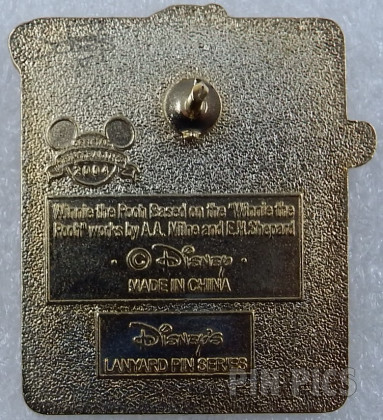 2004
Winnie the Pooh Based on the "Winnie the
Pooh" works by A.A. Milne and E.H. Shepard
· © Disney ·
MADE IN CHINA
Disney's
LANYARD PIN SERIES
PIN PICS